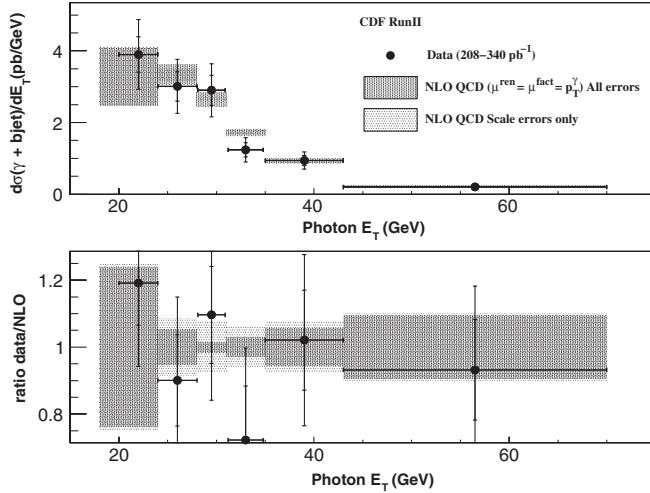 CDF RunII
Data (208–340 pb⁻¹)
NLO QCD (μ^ren = μ^fact = p_T^γ) All errors
NLO QCD Scale errors only
dσ(γ + bjet)/dE_T(pb/GeV)
4
2
0
20 40 60
Photon E_T (GeV)
ratio data/NLO
1.2
1
0.8
20 40 60
Photon E_T (GeV)